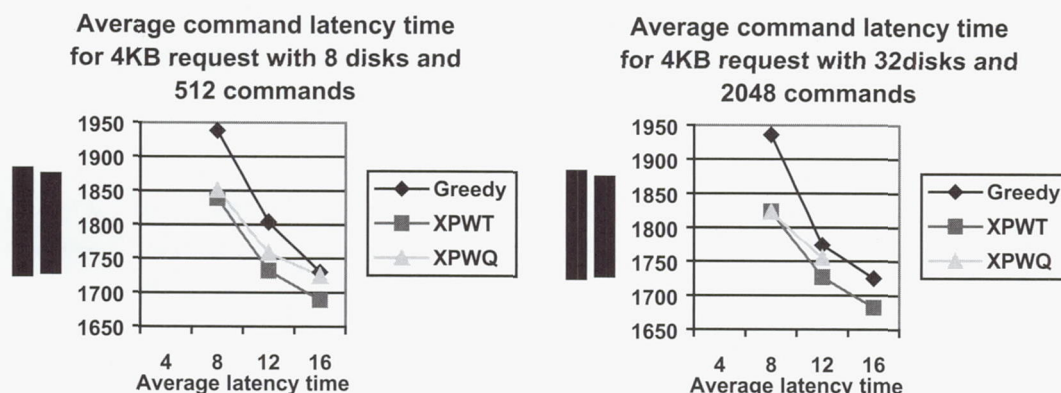 Average command latency time
for 4KB request with 8 disks and
512 commands
1950
1900
1850
1800
1750
1700
1650
4 8 12 16
Average latency time
Greedy
XPWT
XPWQ
Average command latency time
for 4KB request with 32disks and
2048 commands
1950
1900
1850
1800
1750
1700
1650
4 8 12 16
Average latency time
Greedy
XPWT
XPWQ